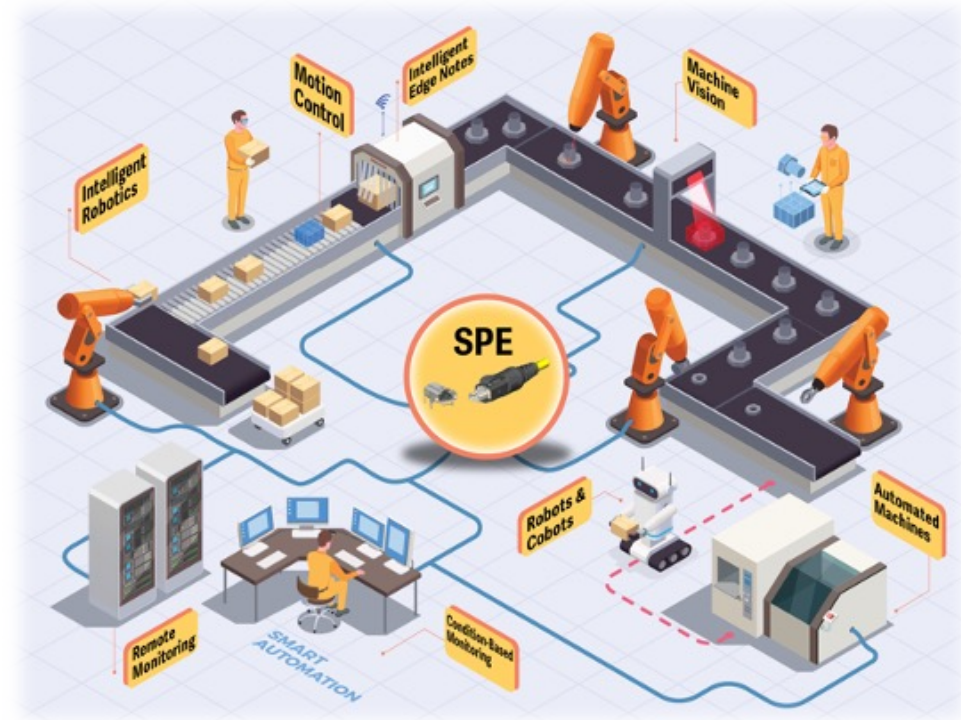 Intelligent
Edge Notes
Motion
Control
Machine
Vision
Intelligent
Robotics
SPE
Robots &
Cobots
Automated
Machines
Remote
Monitoring
Condition-Based
Monitoring
SMART
AUTOMATION